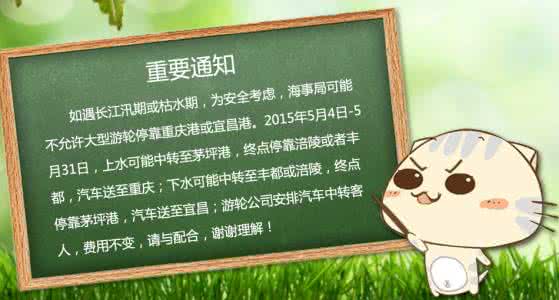 重要通知
如遇长江汛期或枯水期，为安全考虑，海事局可能
不允许大型游轮停靠重庆港或宜昌港。2015年5月4日-5
月31日，上水可能中转至茅坪港，终点停靠涪陵或者丰
都，汽车送至重庆；下水可能中转至丰都或涪陵，终点
停靠茅坪港，汽车送至宜昌；游轮公司安排汽车中转客
人，费用不变，请与配合，谢谢理解！